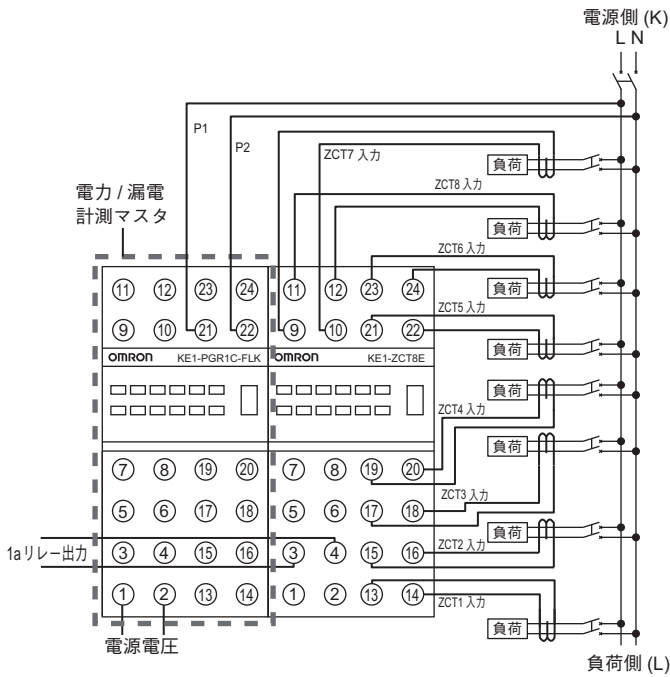 電源側 (K)
L N
P1
P2
ZCT7 入力
負荷
ZCT8 入力
電力 / 漏電
計測マスタ
負荷
ZCT6 入力
⑪ ⑫ ㉓ ㉔ ⑪ ⑫ ㉓ ㉔
負荷
ZCT5 入力
⑨ ⑩ ㉑ ㉒ ⑨ ⑩ ㉑ ㉒
負荷
OMRON KE1-PGR1C-FLK OMRON KE1-ZCT8E
負荷
ZCT4 入力
負荷
⑦ ⑧ ⑲ ⑳ ⑦ ⑧ ⑲ ⑳
ZCT3 入力
⑤ ⑥ ⑰ ⑱ ⑤ ⑥ ⑰ ⑱
負荷
1aリレー出力
③ ④ ⑮ ⑯ ③ ④ ⑮ ⑯
ZCT2 入力
① ② ⑬ ⑭ ① ② ⑬ ⑭
ZCT1 入力
負荷
電源電圧
負荷側 (L)